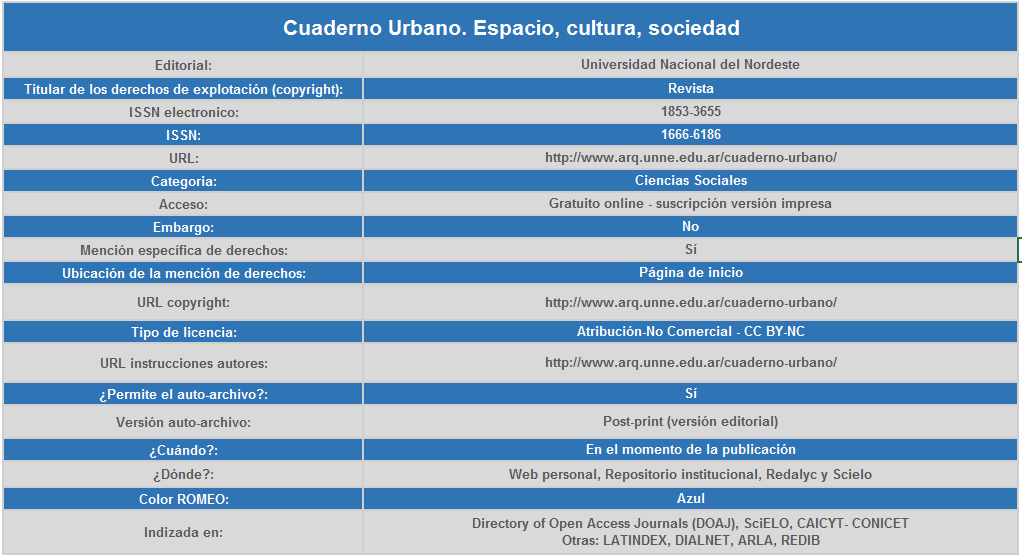 Cuaderno Urbano. Espacio, cultura, sociedad
Editorial: Universidad Nacional del Nordeste
Titular de los derechos de explotación (copyright): Revista
ISSN electronico: 1853-3655
ISSN: 1666-6186
URL: http://www.arq.unne.edu.ar/cuaderno-urbano/
Categoria: Ciencias Sociales
Acceso: Gratuito online - suscripción versión impresa
Embargo: No
Mención específica de derechos: Sí
Ubicación de la mención de derechos: Página de inicio
URL copyright: http://www.arq.unne.edu.ar/cuaderno-urbano/
Tipo de licencia: Atribución-No Comercial - CC BY-NC
URL instrucciones autores: http://www.arq.unne.edu.ar/cuaderno-urbano/
¿Permite el auto-archivo?: Sí
Versión auto-archivo: Post-print (versión editorial)
¿Cuándo?: En el momento de la publicación
¿Dónde?: Web personal, Repositorio institucional, Redalyc y Scielo
Color ROMEO: Azul
Indizada en: Directory of Open Access Journals (DOAJ), SciELO, CAICYT- CONICET
Otras: LATINDEX, DIALNET, ARLA, REDIB